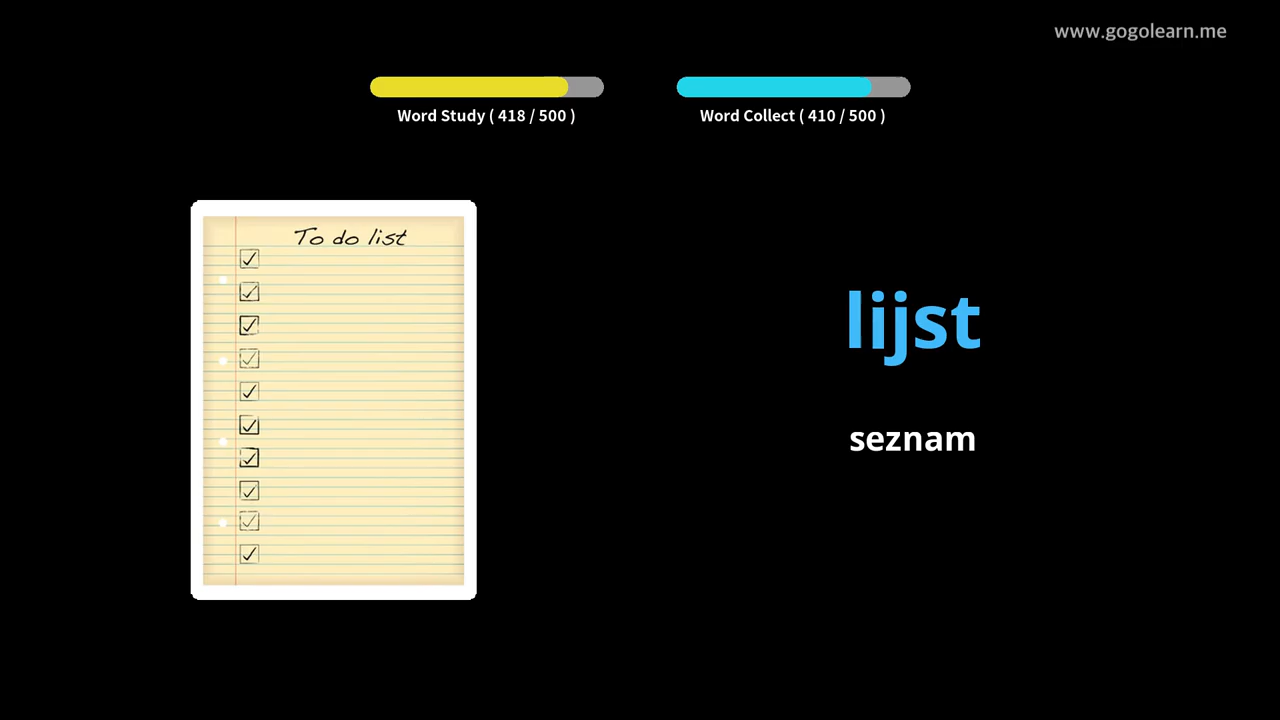 www.gogolearn.me
Word Study ( 418 / 500 )
Word Collect ( 410 / 500 )
To do list
lijst
seznam